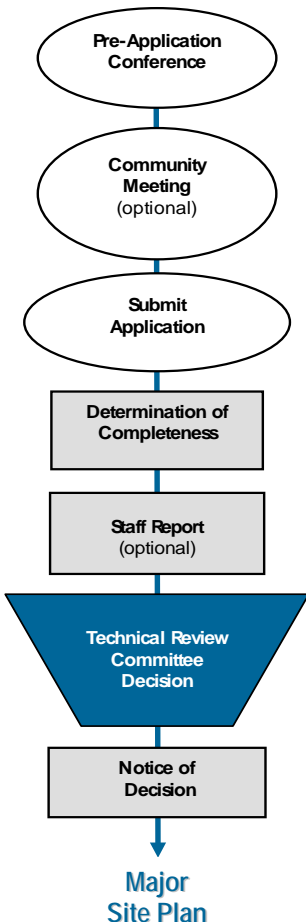 Pre-Application
Conference
Community
Meeting
(optional)
Submit
Application
Determination of
Completeness
Staff Report
(optional)
Technical Review
Committee
Decision
Notice of
Decision
Major
Site Plan